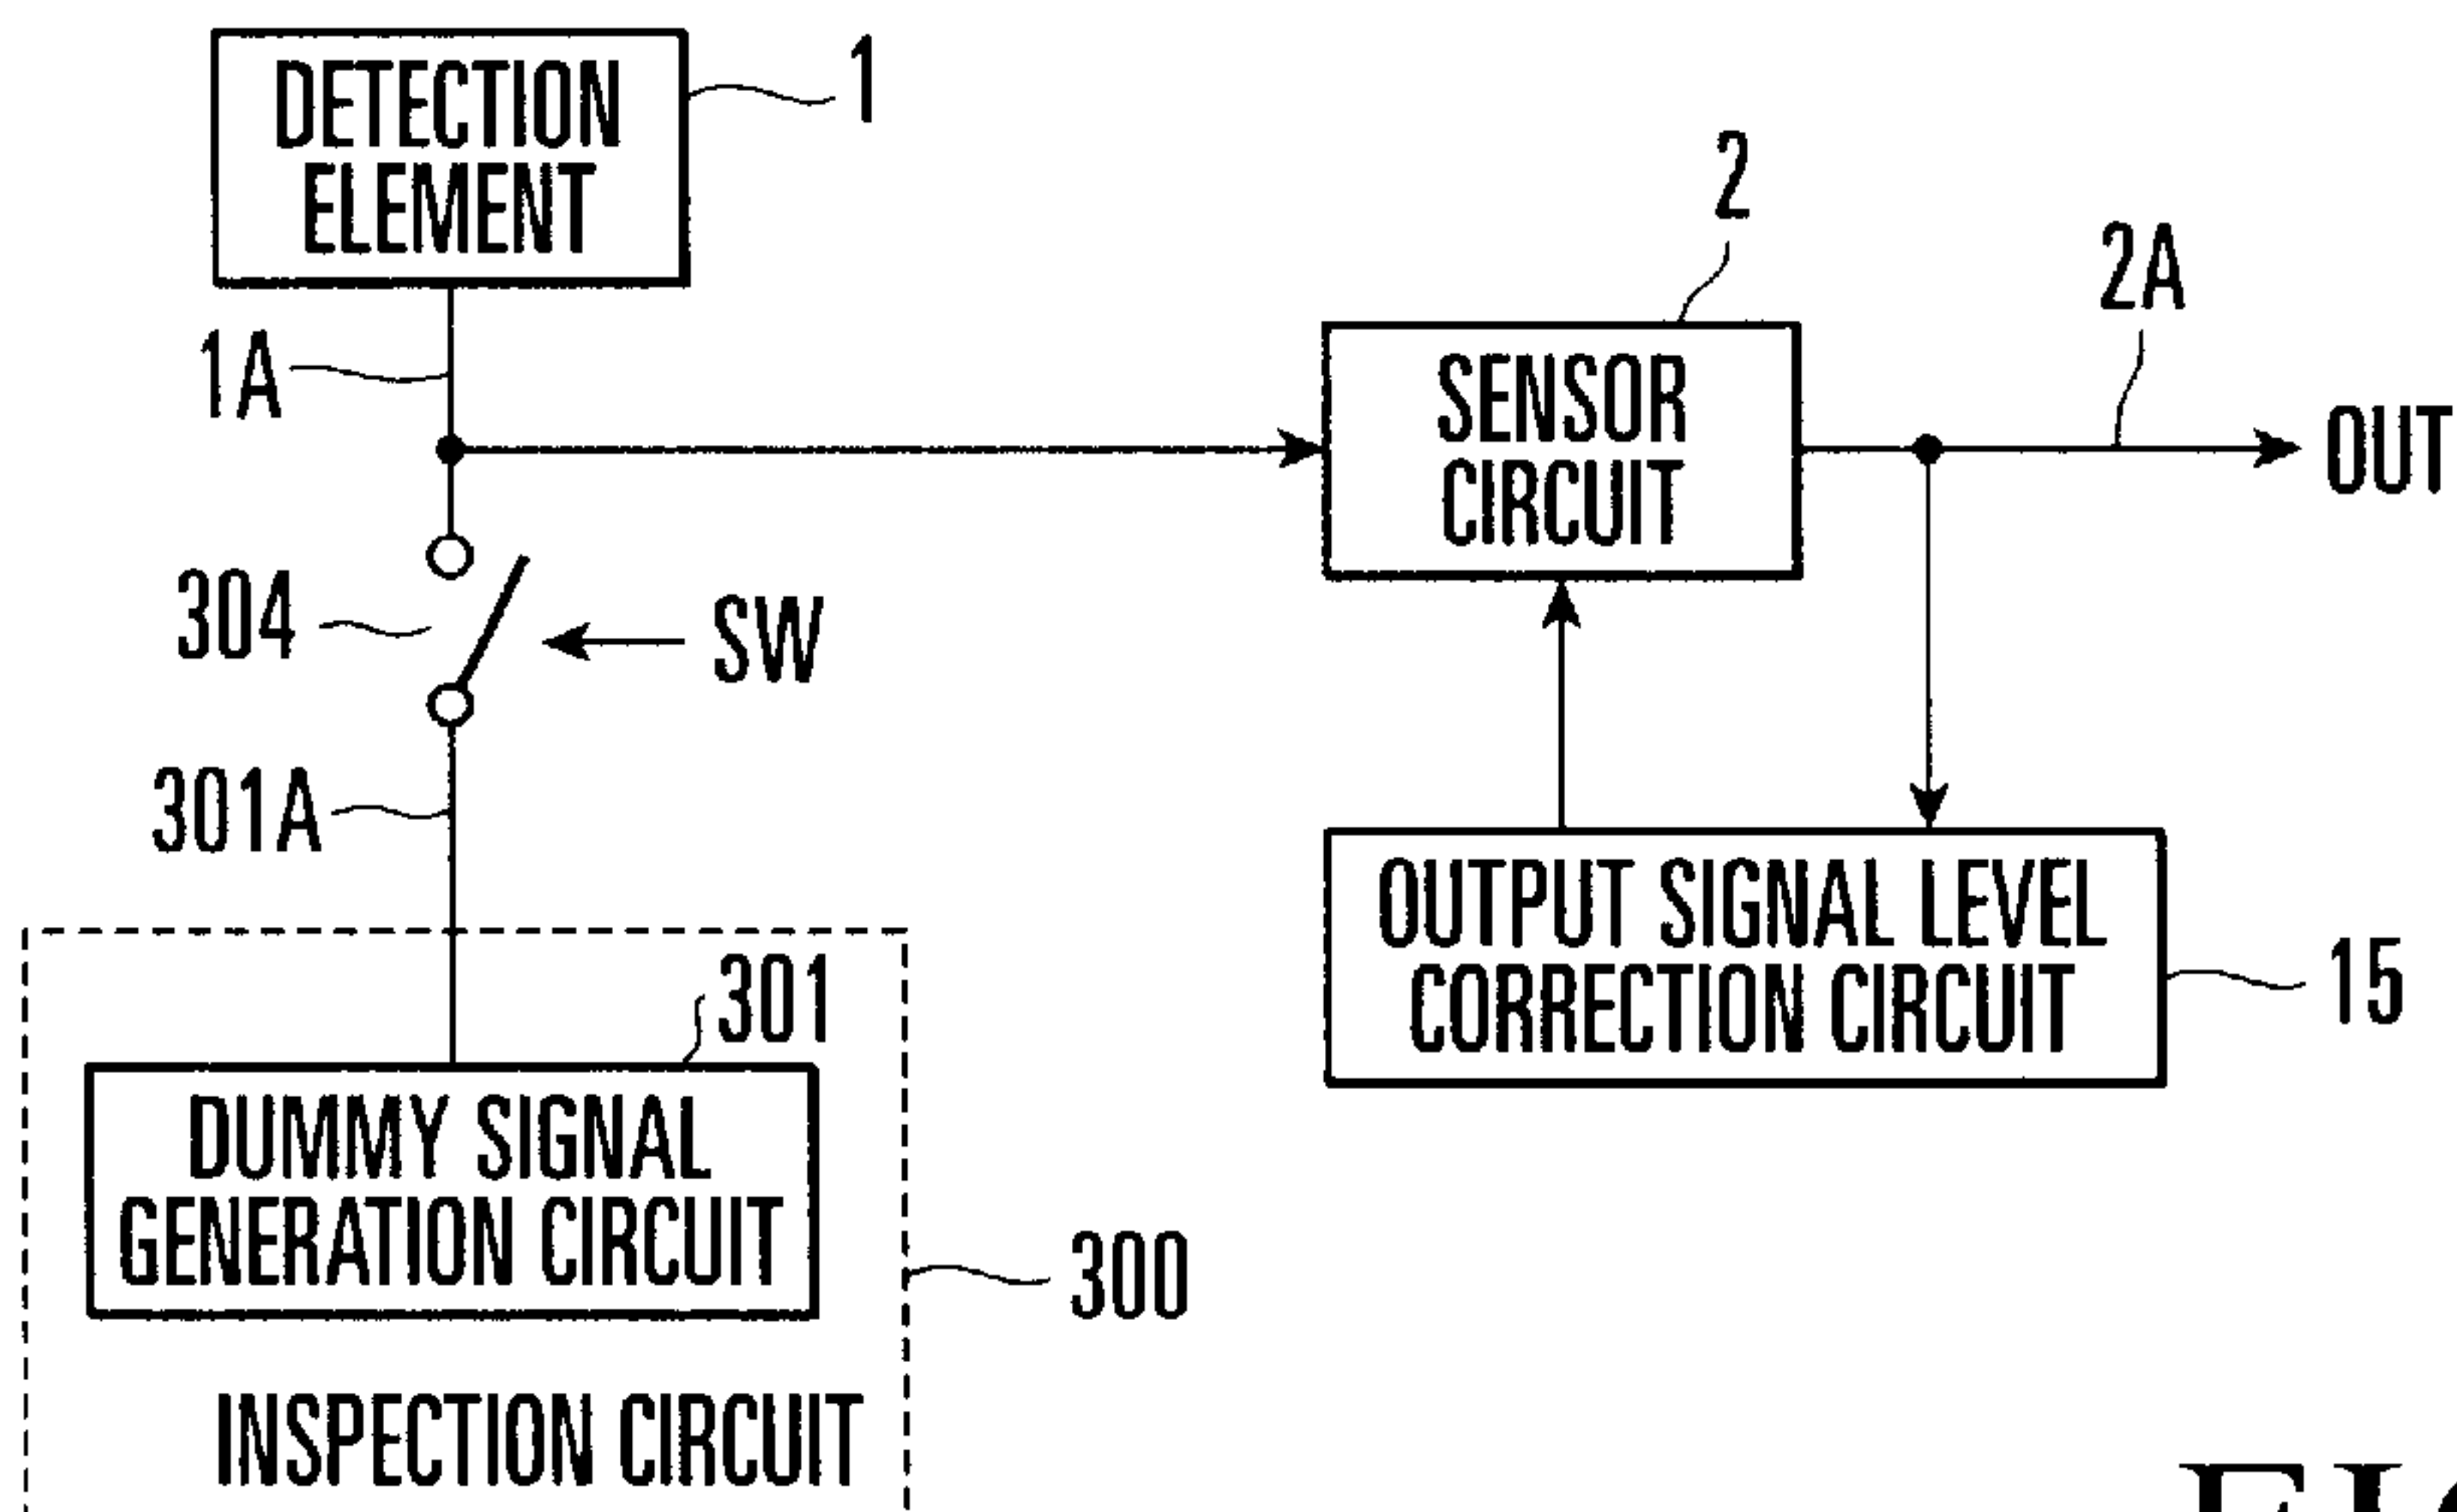 DETECTION
ELEMENT
1
1A
2
SENSOR
CIRCUIT
2A
OUT
304
SW
301A
OUTPUT SIGNAL LEVEL
CORRECTION CIRCUIT
15
301
DUMMY SIGNAL
GENERATION CIRCUIT
300
INSPECTION CIRCUIT